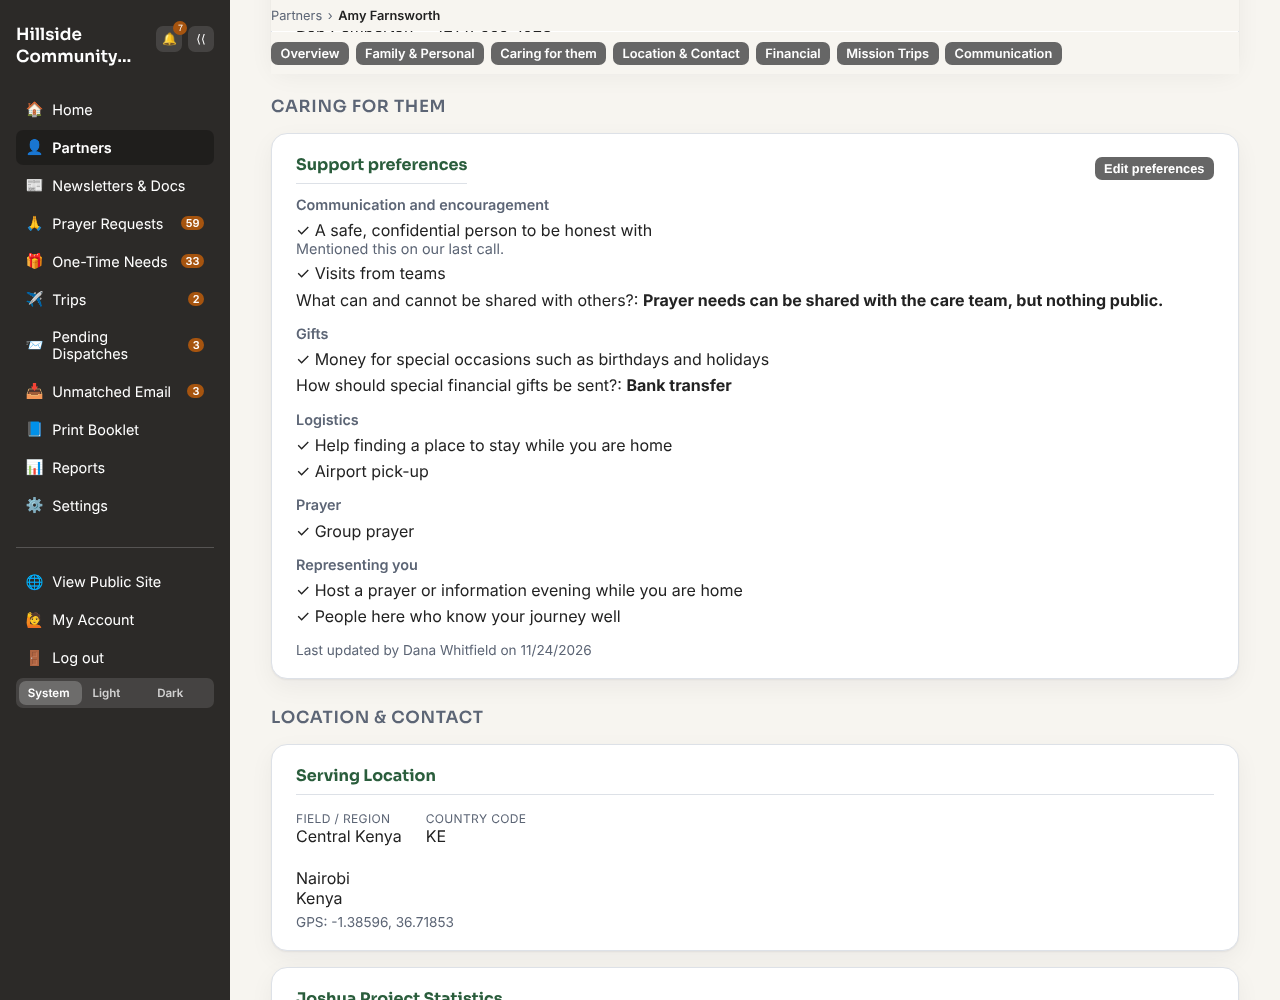 Hillside
Community...
7
⟨⟨
Home
Partners
Newsletters & Docs
Prayer Requests 59
One-Time Needs 33
Trips 2
Pending
Dispatches 3
Unmatched Email 3
Print Booklet
Reports
Settings
View Public Site
My Account
Log out
System Light Dark
Partners › Amy Farnsworth
Overview Family & Personal Caring for them Location & Contact Financial Mission Trips Communication
CARING FOR THEM
Support preferences
Edit preferences
Communication and encouragement
✓ A safe, confidential person to be honest with
Mentioned this on our last call.
✓ Visits from teams
What can and cannot be shared with others?: Prayer needs can be shared with the care team, but nothing public.
Gifts
✓ Money for special occasions such as birthdays and holidays
How should special financial gifts be sent?: Bank transfer
Logistics
✓ Help finding a place to stay while you are home
✓ Airport pick-up
Prayer
✓ Group prayer
Representing you
✓ Host a prayer or information evening while you are home
✓ People here who know your journey well
Last updated by Dana Whitfield on 11/24/2026
LOCATION & CONTACT
Serving Location
FIELD / REGION COUNTRY CODE
Central Kenya KE
Nairobi
Kenya
GPS: -1.38596, 36.71853
Joshua Project Statistics